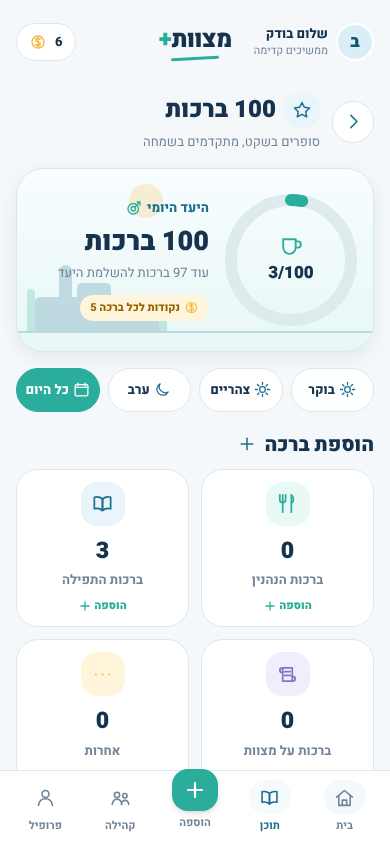 ב
שלום בודק
ממשיכים קדימה
מצוות+
6
100 ברכות
סופרים בשקט, מתקדמים בשמחה
היעד היומי
100 ברכות
עוד 97 ברכות להשלמת היעד
5 נקודות לכל ברכה
3/100
בוקר
צהריים
ערב
כל היום
הוספת ברכה +
0
ברכות הנהנין
הוספה +
3
ברכות התפילה
הוספה +
0
ברכות על מצוות
0
אחרות
בית
תוכן
הוספה
קהילה
פרופיל